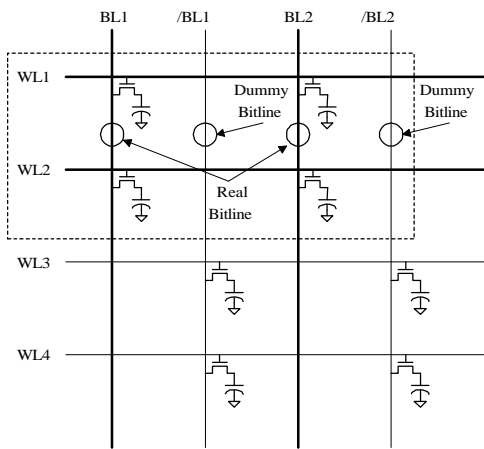 BL1 /BL1 BL2 /BL2
WL1
Dummy
Bitline
Dummy
Bitline
WL2
Real
Bitline
WL3
WL4